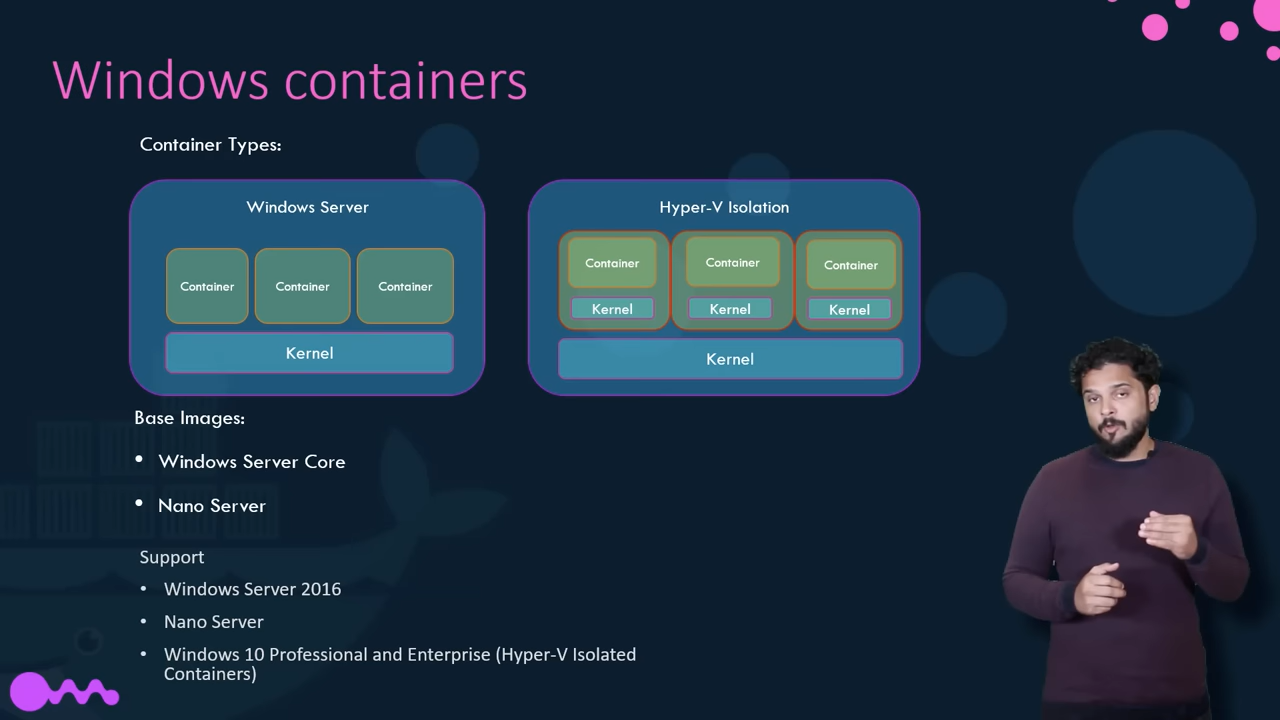 Windows containers
Container Types:
Windows Server
Container
Container
Container
Kernel
Hyper-V Isolation
Container
Container
Container
Kernel
Kernel
Kernel
Kernel
Base Images:
• Windows Server Core
• Nano Server
Support
• Windows Server 2016
• Nano Server
• Windows 10 Professional and Enterprise (Hyper-V Isolated
Containers)